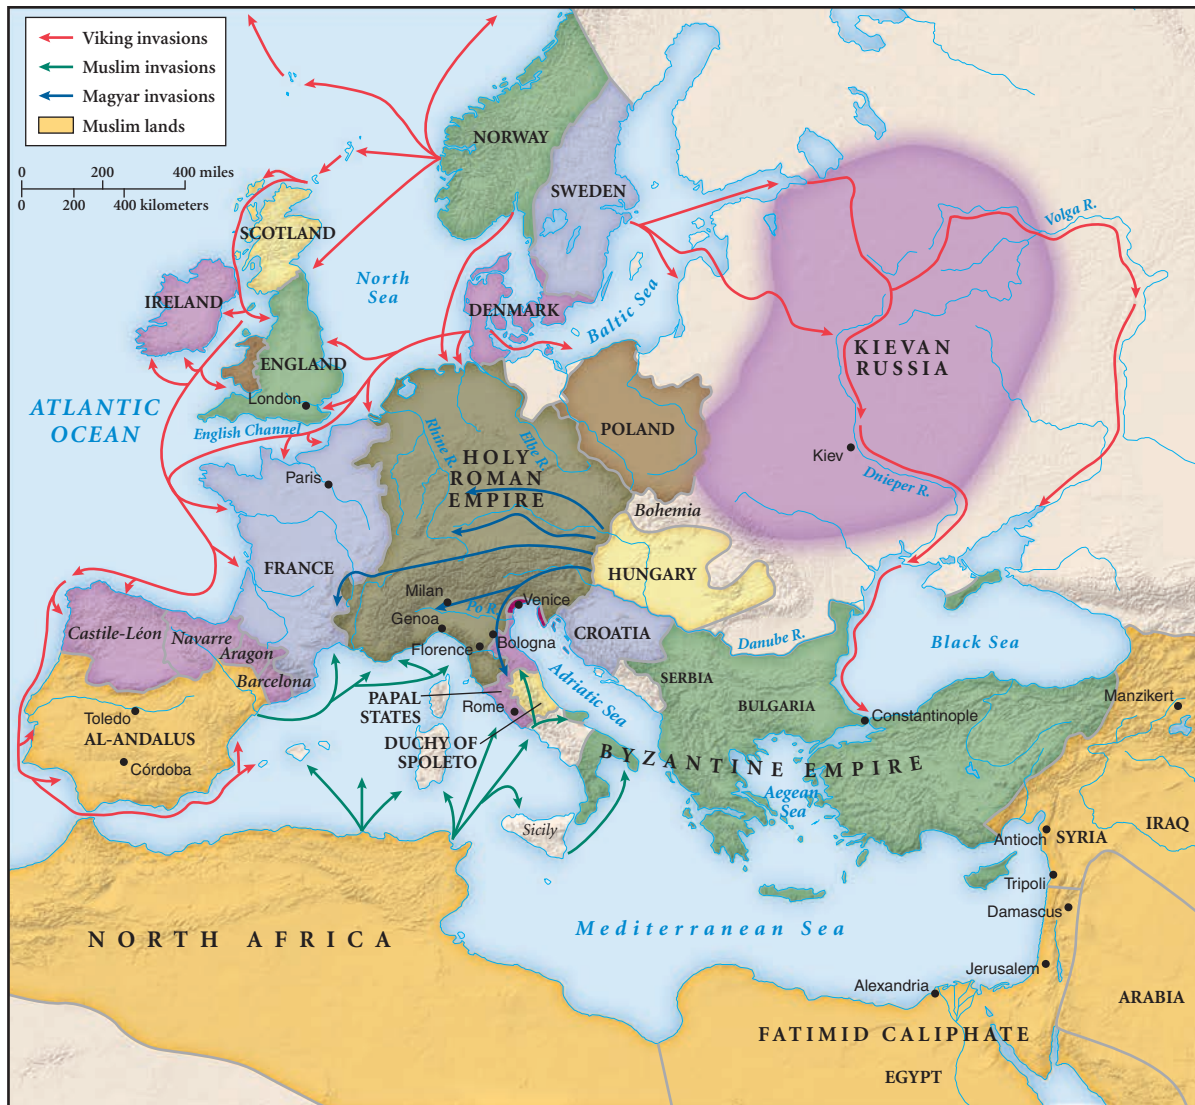 Viking invasions
Muslim invasions
Magyar invasions
Muslim lands
0 200 400 miles
0 200 400 kilometers
NORWAY
SWEDEN
SCOTLAND
North
Sea
IRELAND
DENMARK
Baltic Sea
Volga R.
ENGLAND
London
KIEVAN
RUSSIA
ATLANTIC
OCEAN
English Channel
Rhine R.
Elbe R.
POLAND
Kiev
Dnieper R.
Paris
HOLY
ROMAN
EMPIRE
Bohemia
FRANCE
HUNGARY
Milan
Po R.
Venice
Genoa
Bologna
Florence
CROATIA
Danube R.
Black Sea
Castile-Léon
Navarre
Aragon
Barcelona
Adriatic Sea
SERBIA
BULGARIA
Manzikert
PAPAL
STATES
Rome
Constantinople
Toledo
AL-ANDALUS
Córdoba
DUCHY OF
SPOLETO
BYZANTINE EMPIRE
Aegean
Sea
Sicily
IRAQ
SYRIA
Antioch
Tripoli
Damascus
NORTH AFRICA
Mediterranean Sea
Jerusalem
Alexandria
ARABIA
FATIMID CALIPHATE
EGYPT